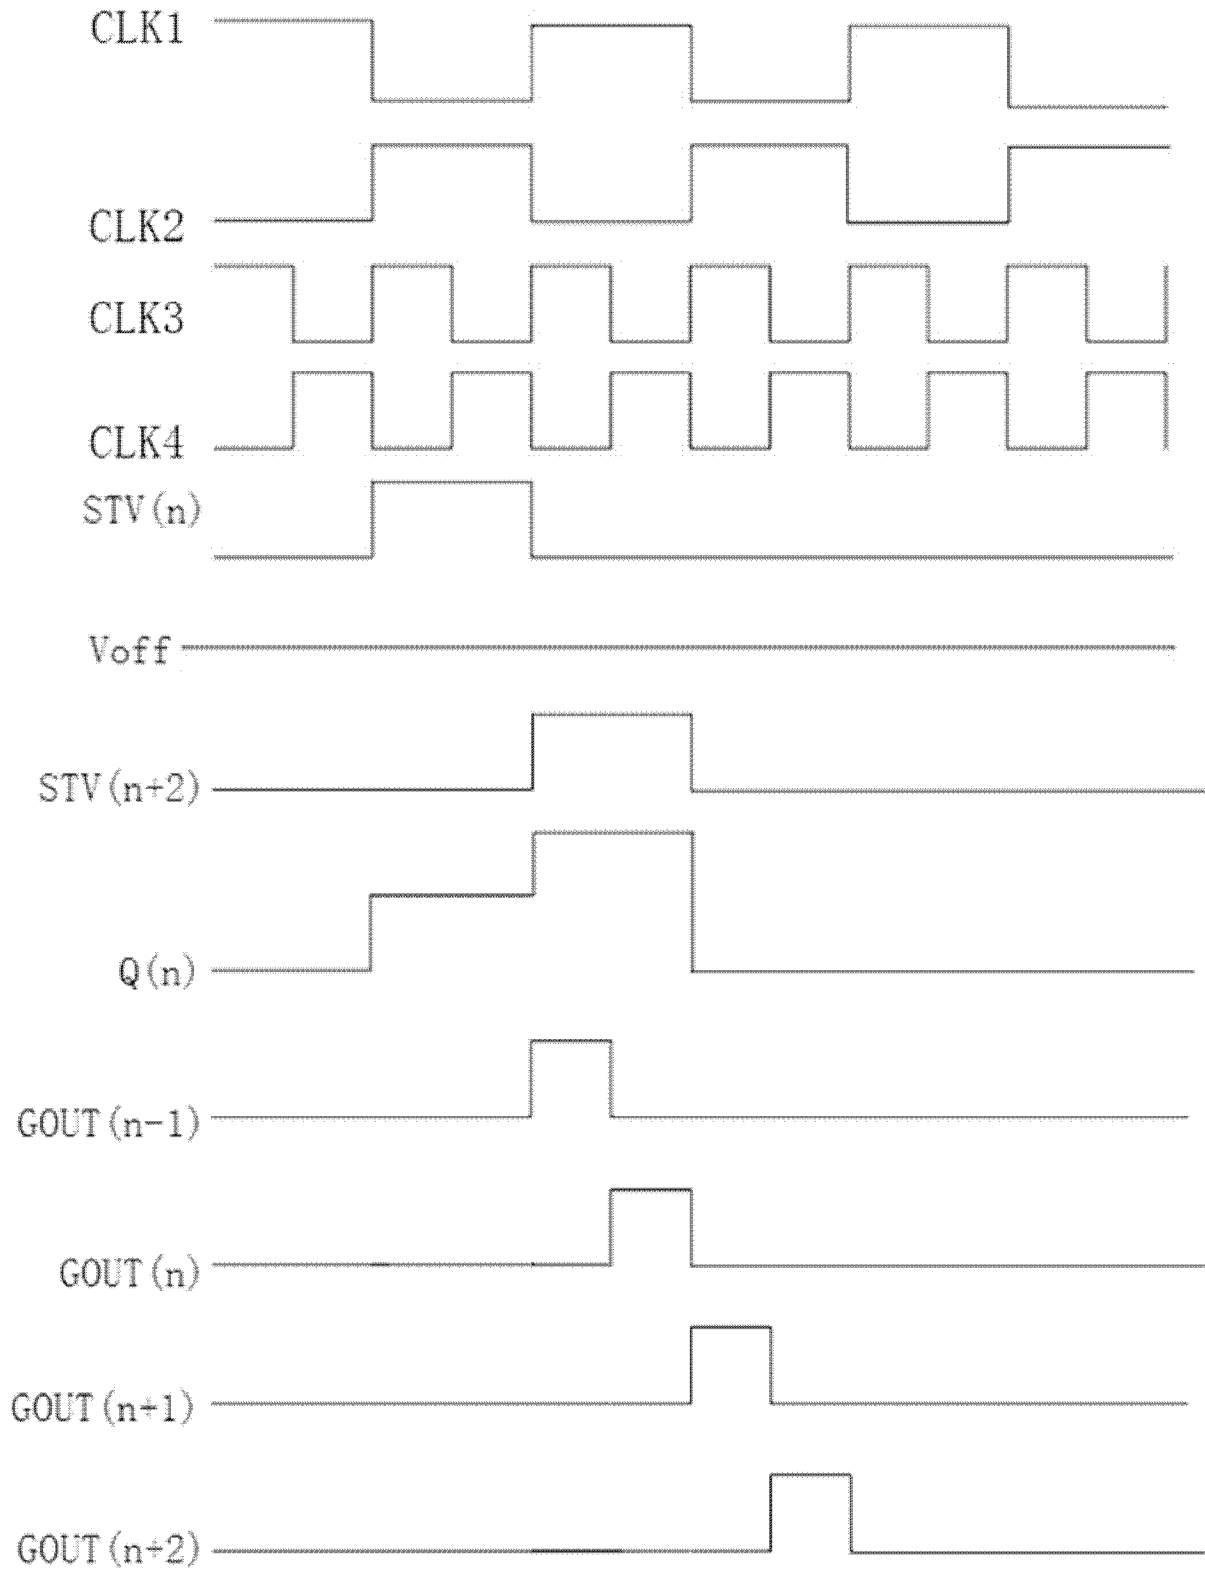 CLK1
CLK2
CLK3
CLK4
STV(n)
Voff
STV(n+2)
Q(n)
GOUT(n-1)
GOUT(n)
GOUT(n+1)
GOUT(n+2)